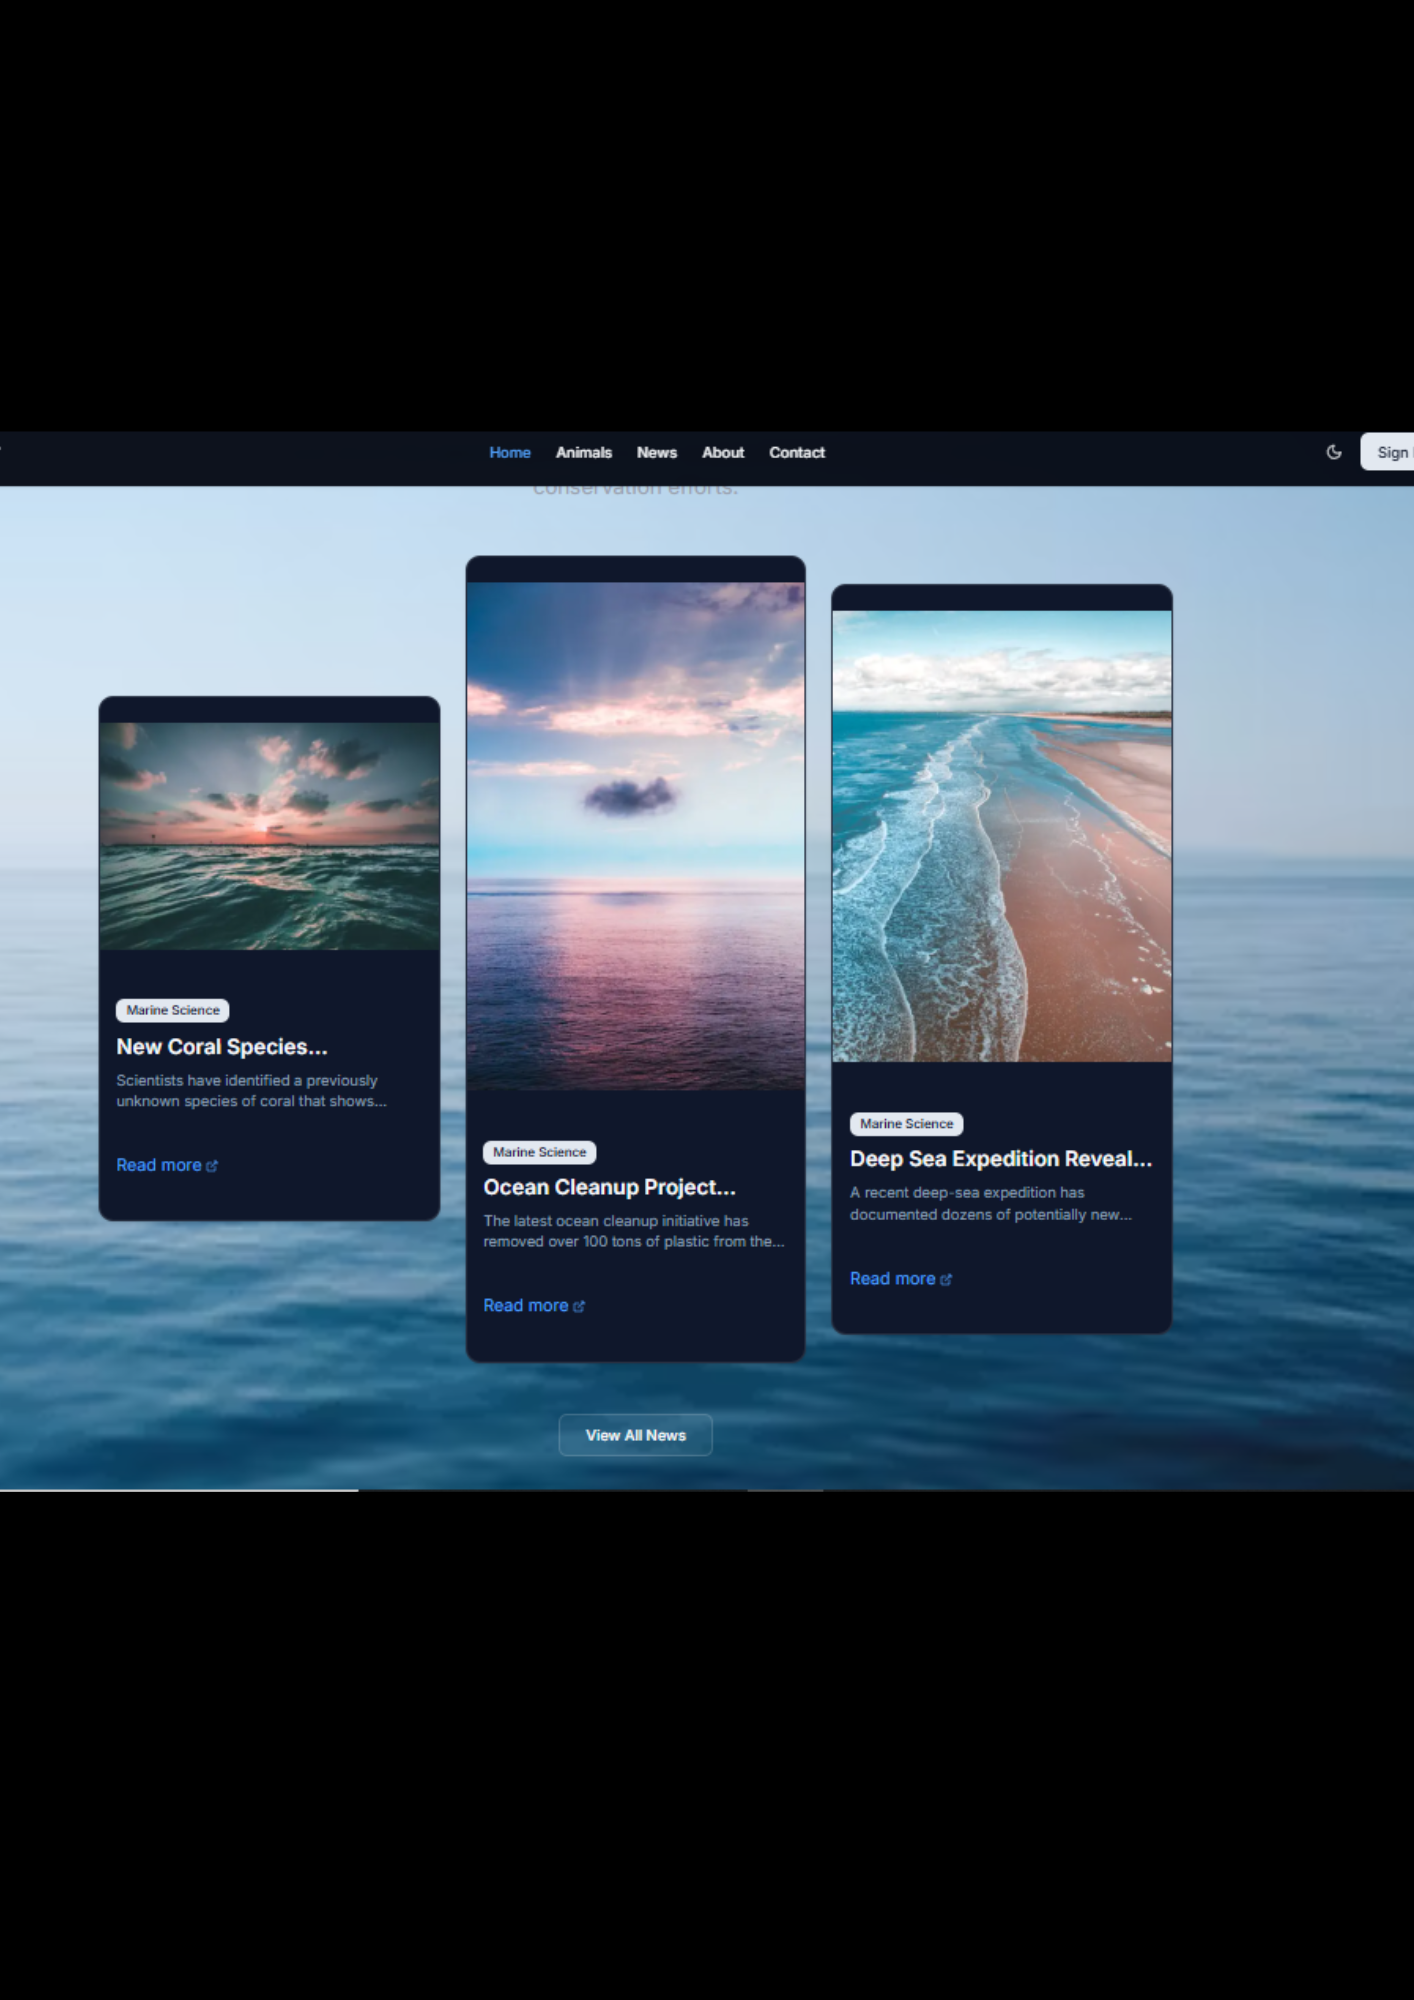 Home Animals News About Contact Sign
conservation efforts.
Marine Science
New Coral Species...
Scientists have identified a previously
unknown species of coral that shows...
Read more
Marine Science
Ocean Cleanup Project...
The latest ocean cleanup initiative has
removed over 100 tons of plastic from the...
Read more
Marine Science
Deep Sea Expedition Reveal...
A recent deep-sea expedition has
documented dozens of potentially new...
Read more
View All News